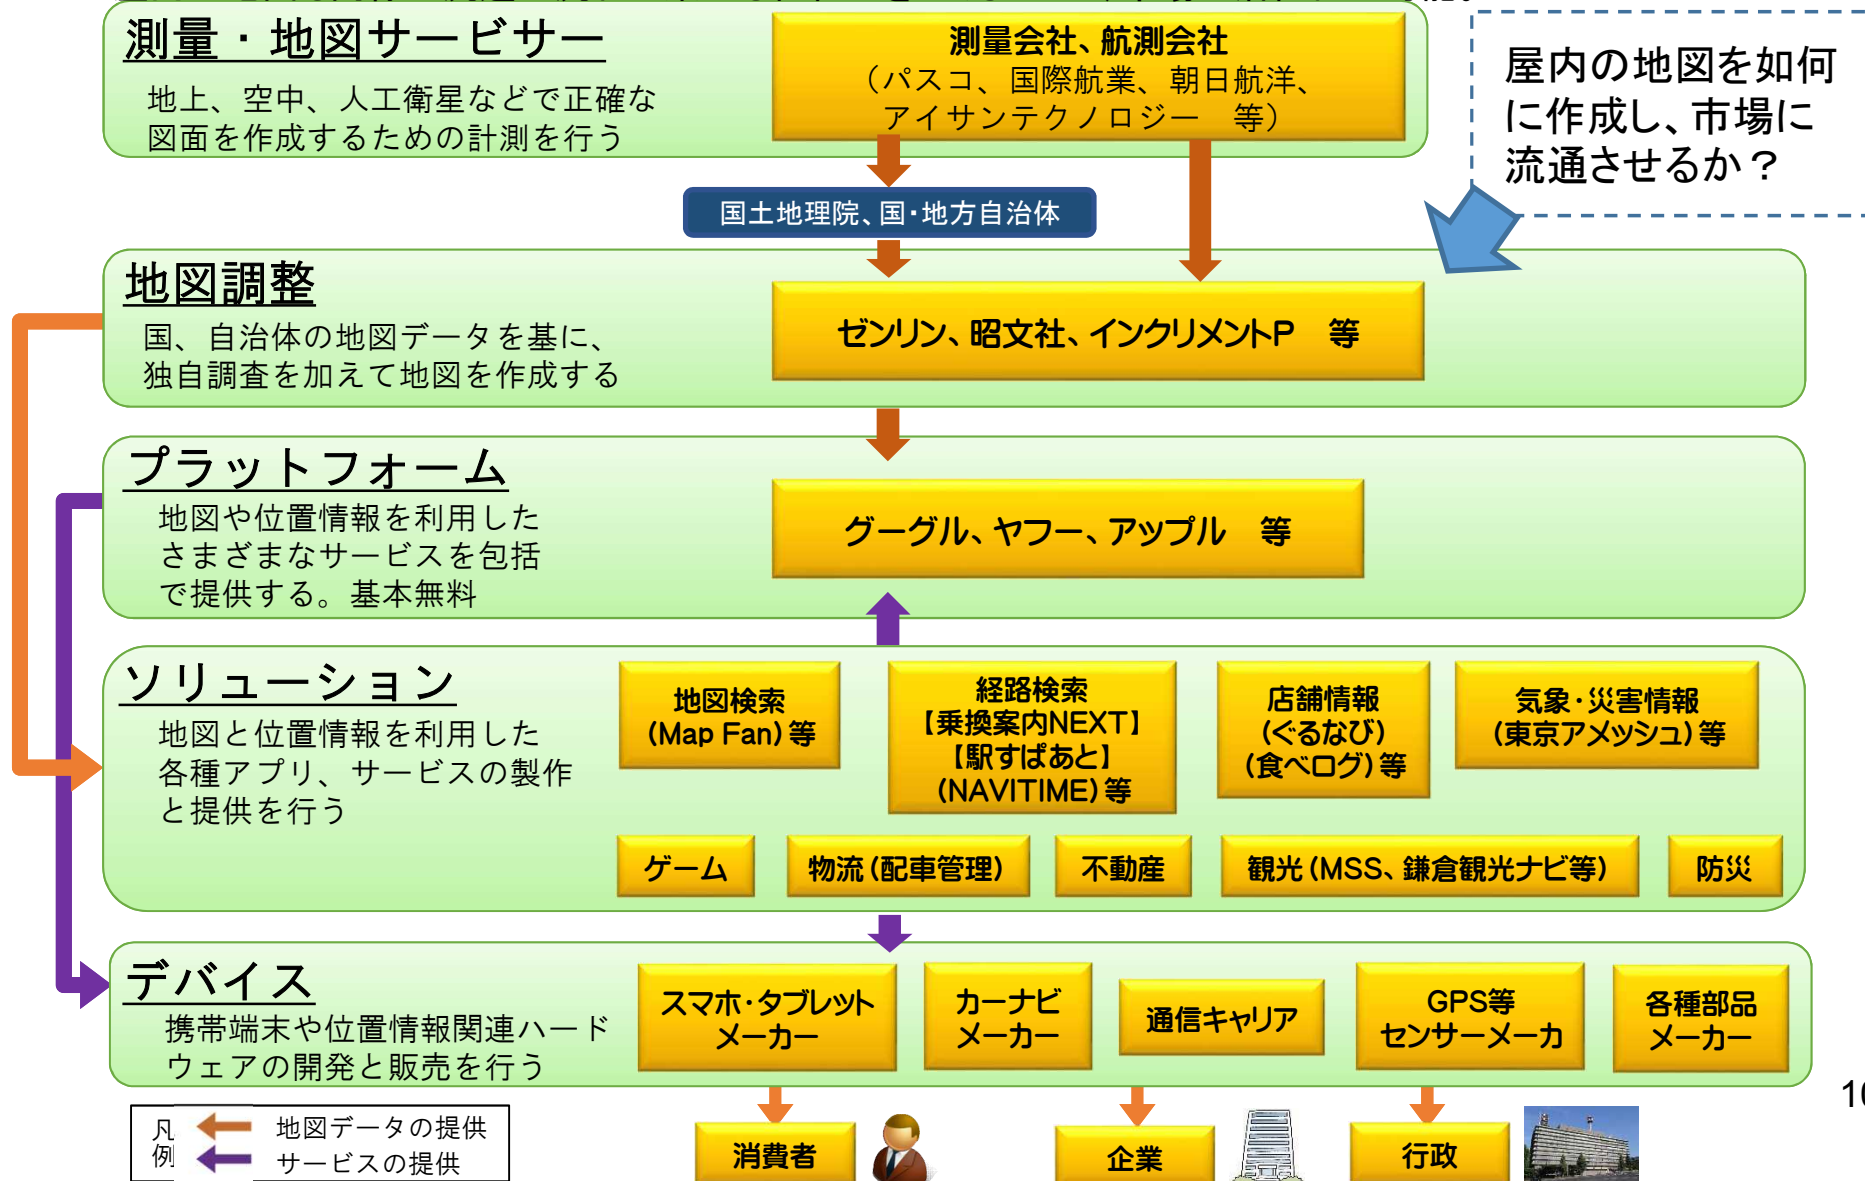 測量・地図サービサー
地上、空中、人工衛星などで正確な
図面を作成するための計測を行う
測量会社、航測会社
（パスコ、国際航業、朝日航洋、
アイサンテクノロジー　等）
屋内の地図を如何
に作成し、市場に
流通させるか？
国土地理院、国・地方自治体
地図調整
国、自治体の地図データを基に、
独自調査を加えて地図を作成する
ゼンリン、昭文社、インクリメントP　等
プラットフォーム
地図や位置情報を利用した
さまざまなサービスを包括
で提供する。基本無料
グーグル、ヤフー、アップル　等
ソリューション
地図と位置情報を利用した
各種アプリ、サービスの製作
と提供を行う
地図検索
(Map Fan)等
経路検索
【乗換案内NEXT】
【駅すぱあと】
(NAVITIME)等
店舗情報
(ぐるなび)
(食べログ)等
気象・災害情報
(東京アメッシュ)等
ゲーム
物流(配車管理)
不動産
観光(MSS、鎌倉観光ナビ等)
防災
デバイス
携帯端末や位置情報関連ハード
ウェアの開発と販売を行う
スマホ・タブレット
メーカー
カーナビ
メーカー
通信キャリア
GPS等
センサーメーカ
各種部品
メーカー
凡例
地図データの提供
サービスの提供
消費者
企業
行政